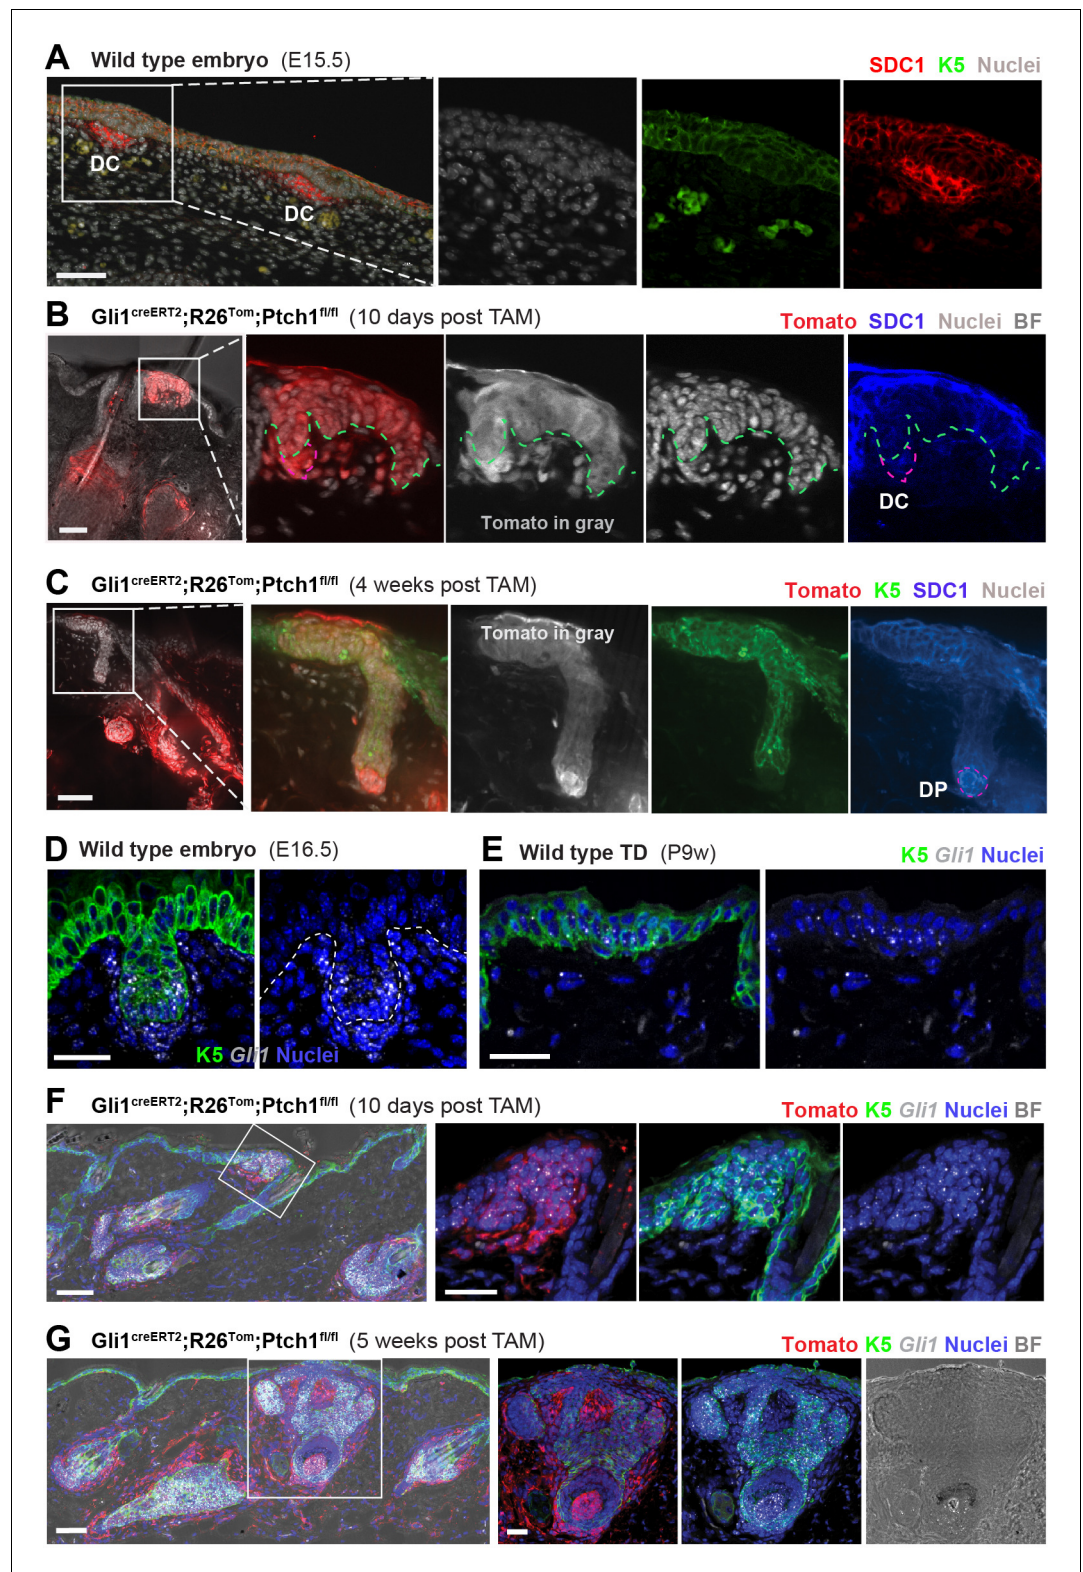 A Wild type embryo (E15.5) SDC1 K5 Nuclei
DC
DC
B Gli1creERT2;R26Tom;Ptch1fl/fl (10 days post TAM) Tomato SDC1 Nuclei BF
Tomato in gray
DC
C Gli1creERT2;R26Tom;Ptch1fl/fl (4 weeks post TAM) Tomato K5 SDC1 Nuclei
Tomato in gray
DP
D Wild type embryo (E16.5)
K5 Gli1 Nuclei
E Wild type TD (P9w) K5 Gli1 Nuclei
F Gli1creERT2;R26Tom;Ptch1fl/fl (10 days post TAM) Tomato K5 Gli1 Nuclei BF
G Gli1creERT2;R26Tom;Ptch1fl/fl (5 weeks post TAM) Tomato K5 Gli1 Nuclei BF